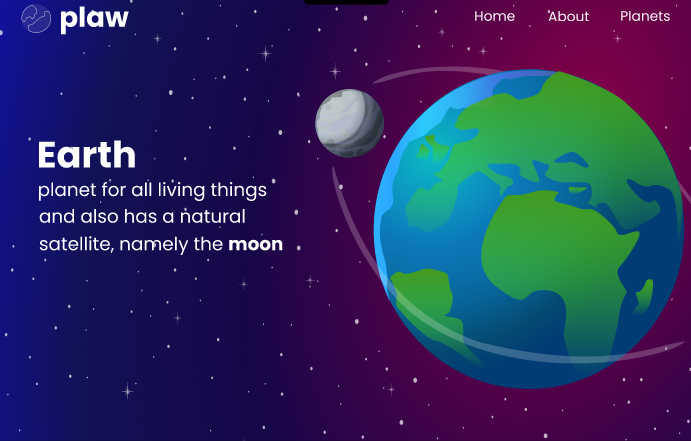 plaw
Home About Planets
Earth
planet for all living things
and also has a natural
satellite, namely the moon